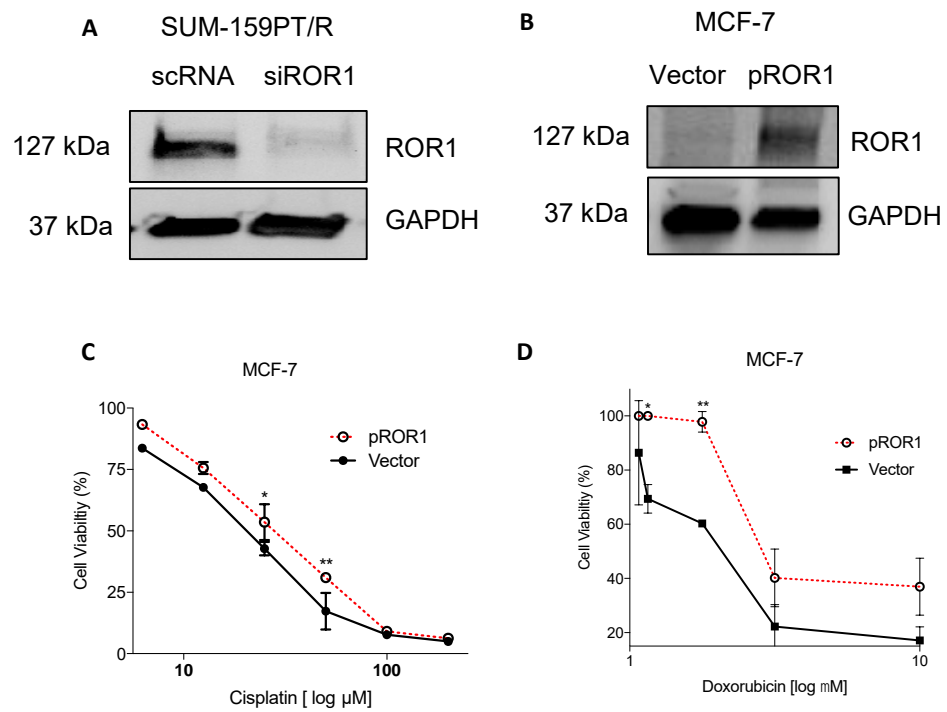 A SUM-159PT/R
scRNA siROR1
127 kDa ROR1
37 kDa GAPDH
B MCF-7
Vector pROR1
127 kDa ROR1
37 kDa GAPDH
C
MCF-7
100
75
50
25
0
Cell Viabiltiy (%)
pROR1
Vector
*
**
10 100
Cisplatin [ log µM]
D
MCF-7
100
80
60
40
20
Cell Viabiltiy (%)
* **
pROR1
Vector
1 10
Doxorubicin [log mM]